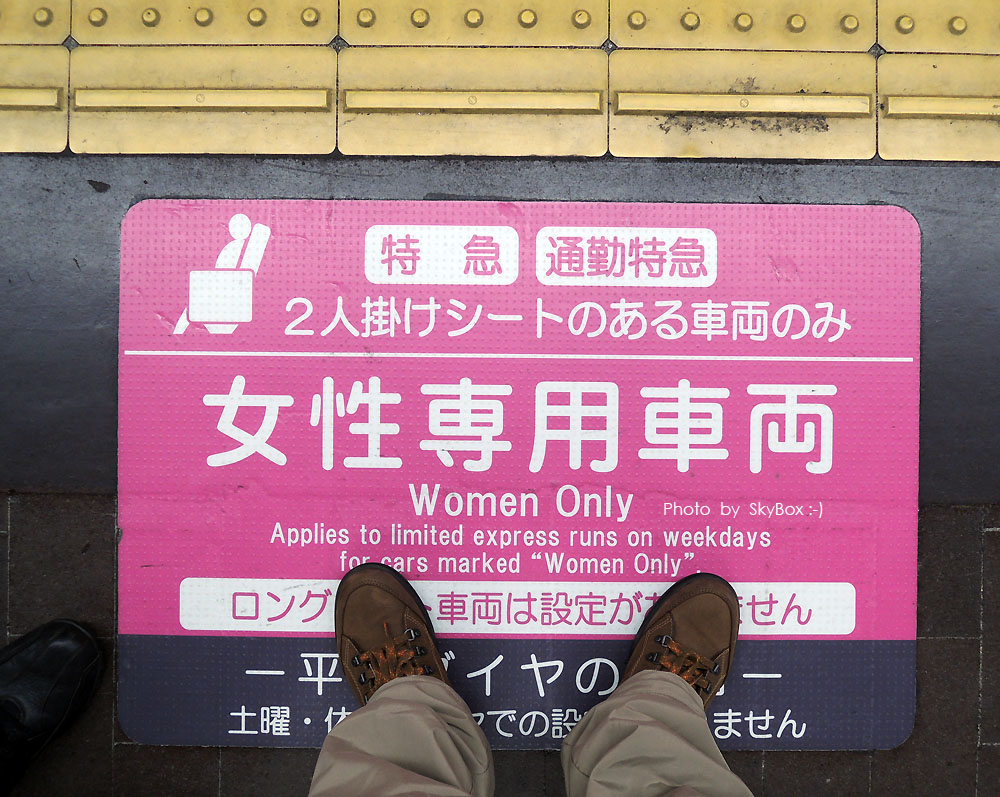 特 急 通勤特急
2人掛けシートのある車両のみ
女性専用車両
Women Only
Photo by SkyBox :-)
Applies to limited express runs on weekdays
for cars marked “Women Only”.
ロング ト車両は設定が ません
ー平 ダイヤの ー
土曜・ での設 ません